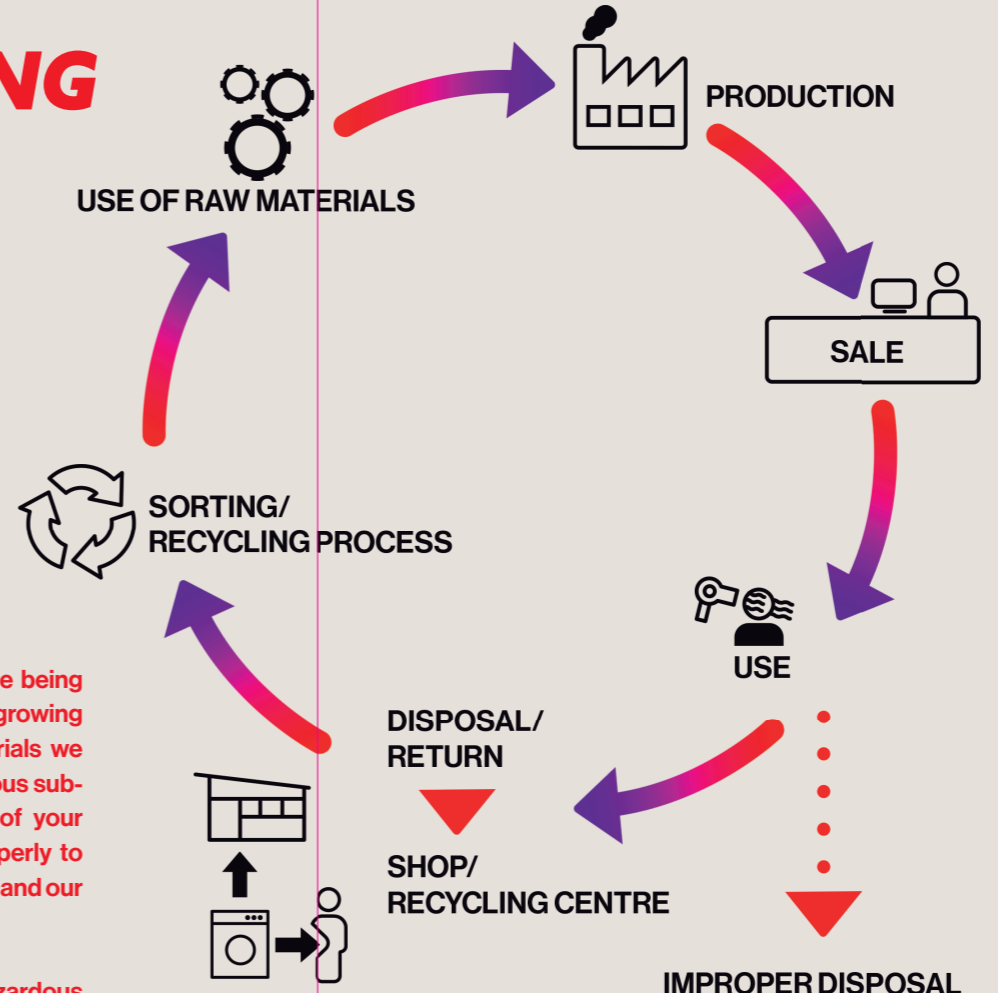 NG
USE OF RAW MATERIALS
PRODUCTION
SALE
SORTING/
RECYCLING PROCESS
USE
DISPOSAL/
RETURN
SHOP/
RECYCLING CENTRE
IMPROPER DISPOSAL
e being
growing
rials we
ous sub-
of your
perly to
and our
zardous